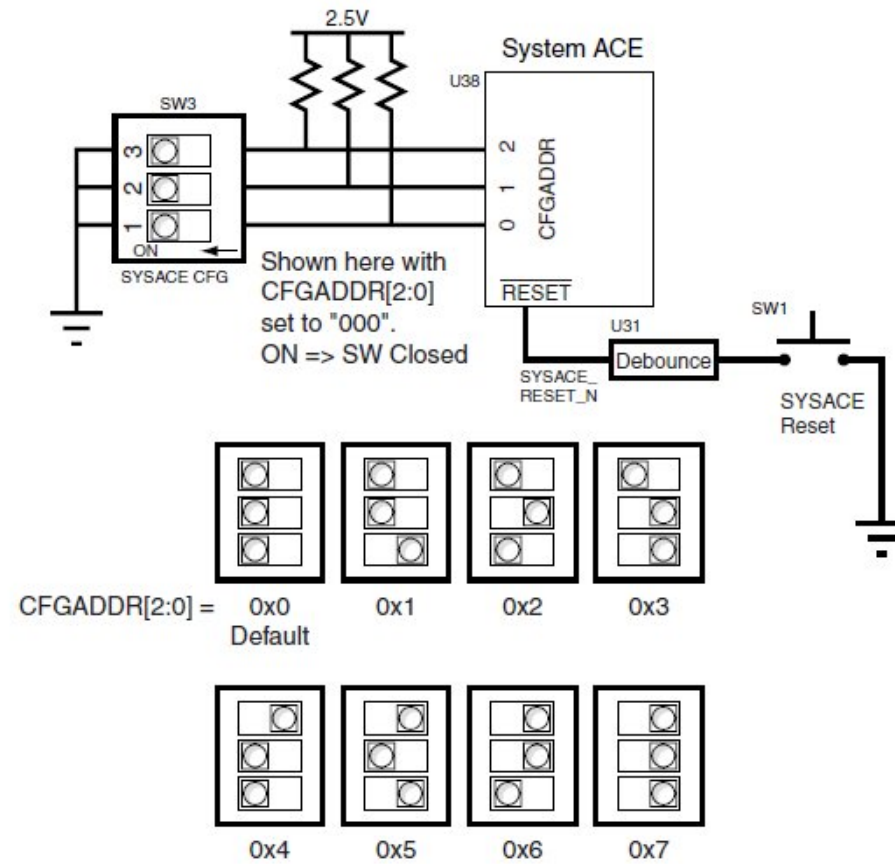 2.5V
System ACE
U38
SW3
3
2
1
ON
SYSACE CFG
2
1
0
CFGADDR
RESET
Shown here with
CFGADDR[2:0]
set to "000".
ON => SW Closed
U31
Debounce
SYSACE_
RESET_N
SW1
SYSACE
Reset
CFGADDR[2:0] = 0x0 0x1 0x2 0x3
Default
0x4 0x5 0x6 0x7